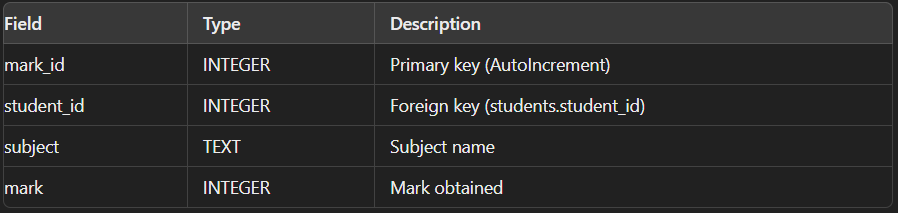 Field Type Description
mark_id INTEGER Primary key (AutoIncrement)
student_id INTEGER Foreign key (students.student_id)
subject TEXT Subject name
mark INTEGER Mark obtained